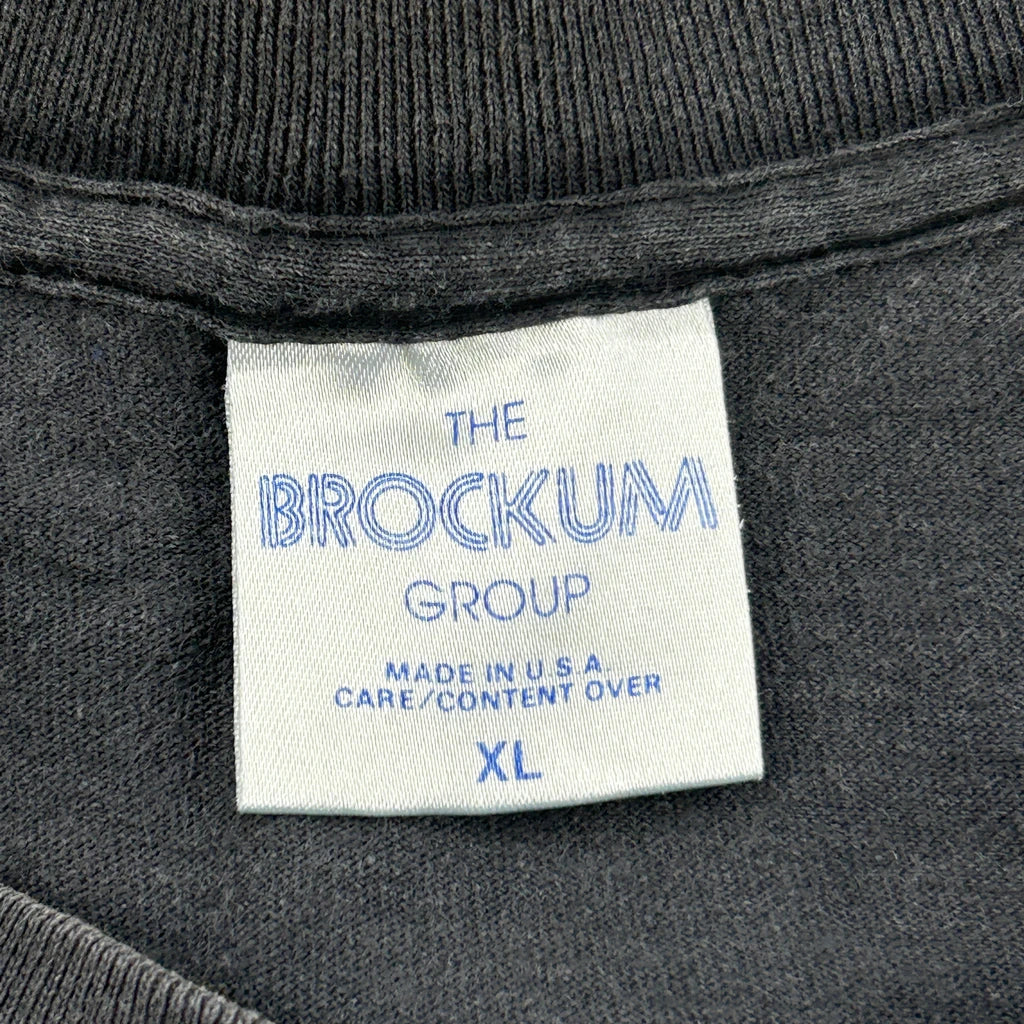 THE
BROCKUM
GROUP
MADE IN U.S.A.
CARE/CONTENT OVER
XL